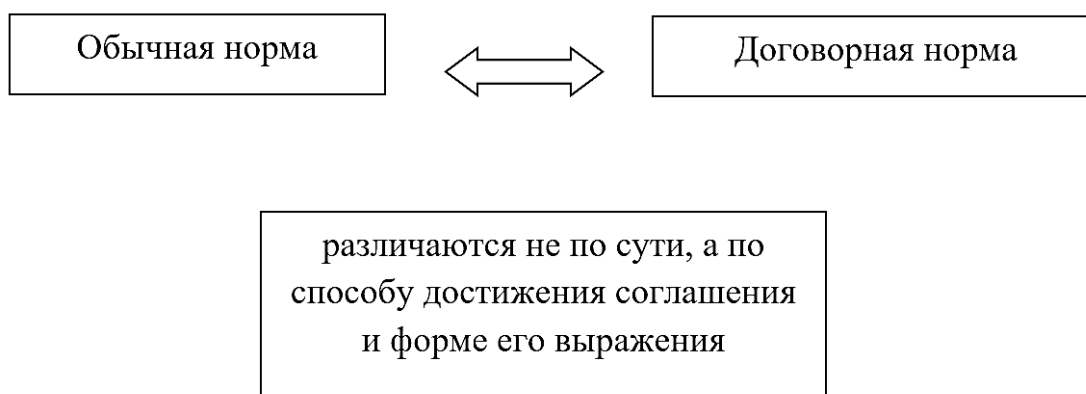 Обычная норма
Договорная норма
различаются не по сути, а по
способу достижения соглашения
и форме его выражения